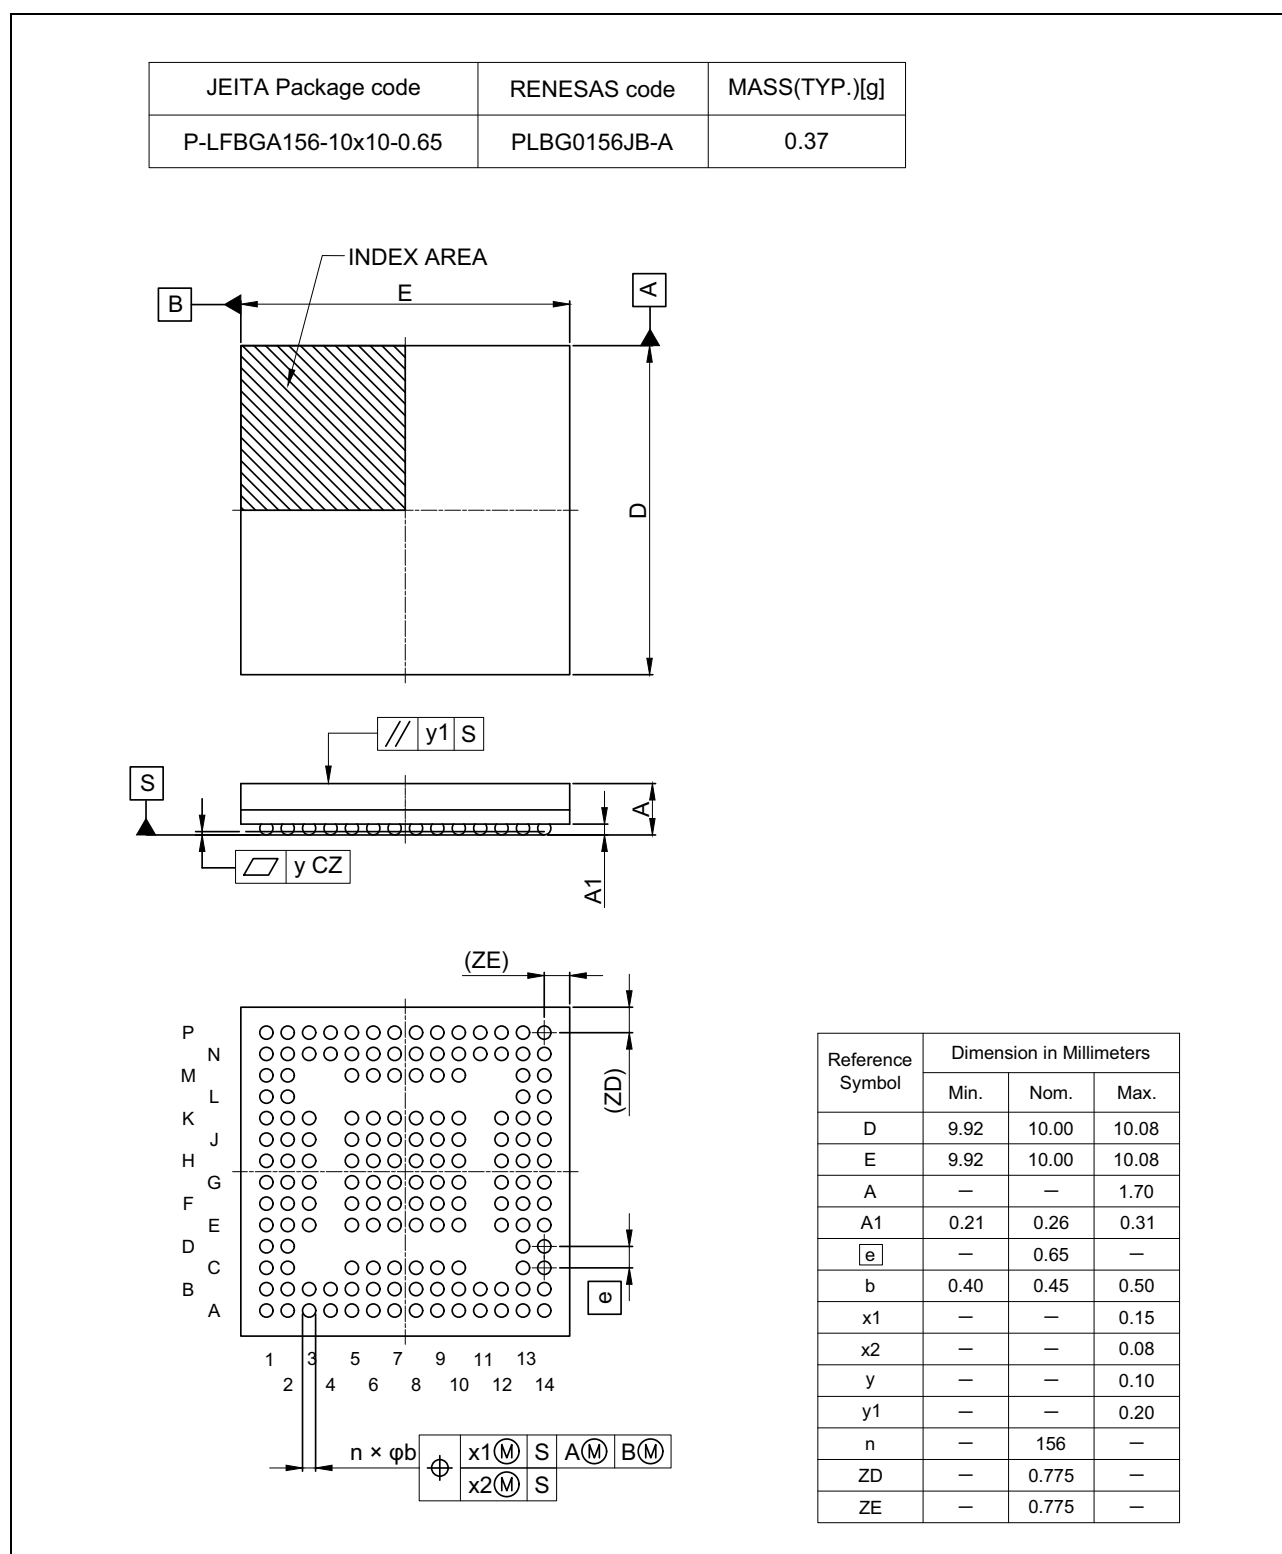 JEITA Package code RENESAS code MASS(TYP.)[g]
P-LFBGA156-10x10-0.65 PLBG0156JB-A 0.37
INDEX AREA
B E A
D
y1 S
S
A
y CZ
A1
(ZE)
(ZD)
P
N
M
L
K
J
H
G
F
E
D
C
B
A
e
1 3 5 7 9 11 13
2 4 6 8 10 12 14
n × φb x1Ⓜ S AⓂ BⓂ
x2Ⓜ S
Reference Symbol Dimension in Millimeters
Min. Nom. Max.
D 9.92 10.00 10.08
E 9.92 10.00 10.08
A — — 1.70
A1 0.21 0.26 0.31
e — 0.65 —
b 0.40 0.45 0.50
x1 — — 0.15
x2 — — 0.08
y — — 0.10
y1 — — 0.20
n — 156 —
ZD — 0.775 —
ZE — 0.775 —